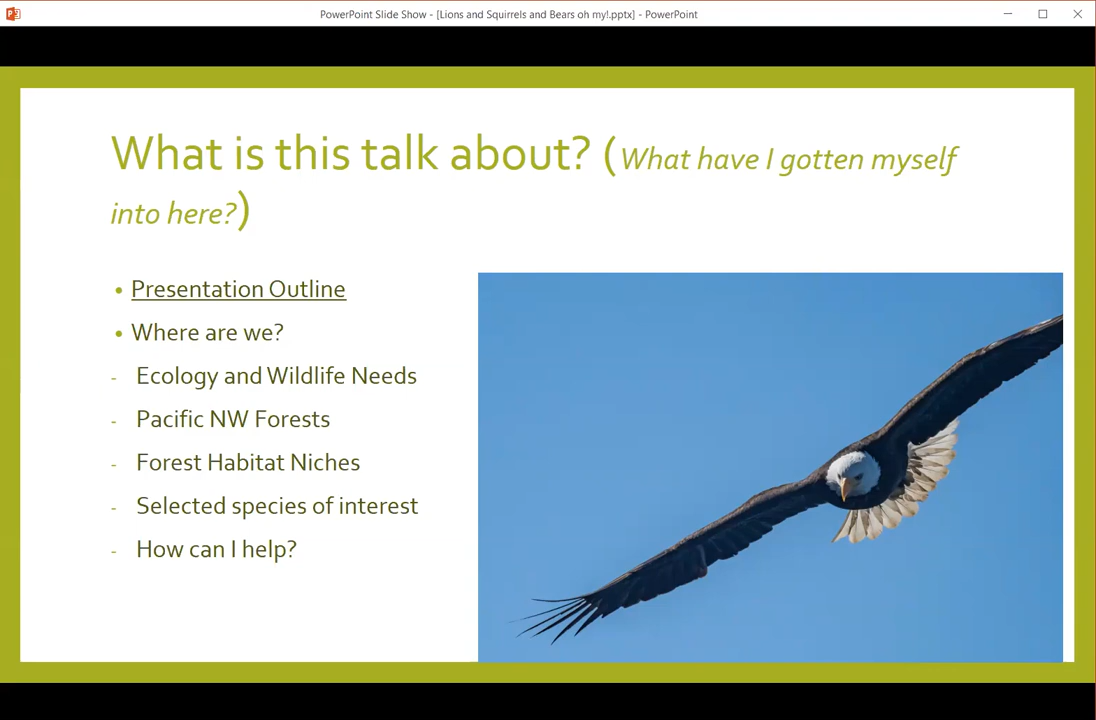 PowerPoint Slide Show - [Lions and Squirrels and Bears oh my!.pptx] - PowerPoint
What is this talk about? (What have I gotten myself
into here?)
• Presentation Outline
• Where are we?
- Ecology and Wildlife Needs
- Pacific NW Forests
- Forest Habitat Niches
- Selected species of interest
- How can I help?